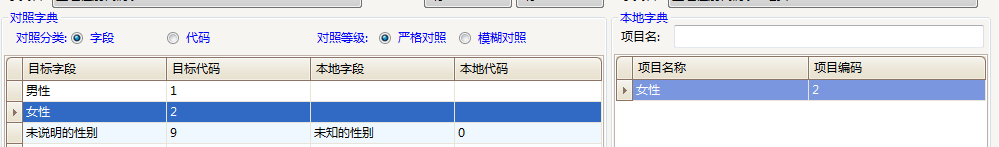 对照字典
对照分类: 字段 代码 对照等级: 严格对照 模糊对照
目标字段 目标代码 本地字段 本地代码
男性 1
女性 2
未说明的性别 9 未知的性别 0
本地字典
项目名:
项目名称 项目编码
女性 2